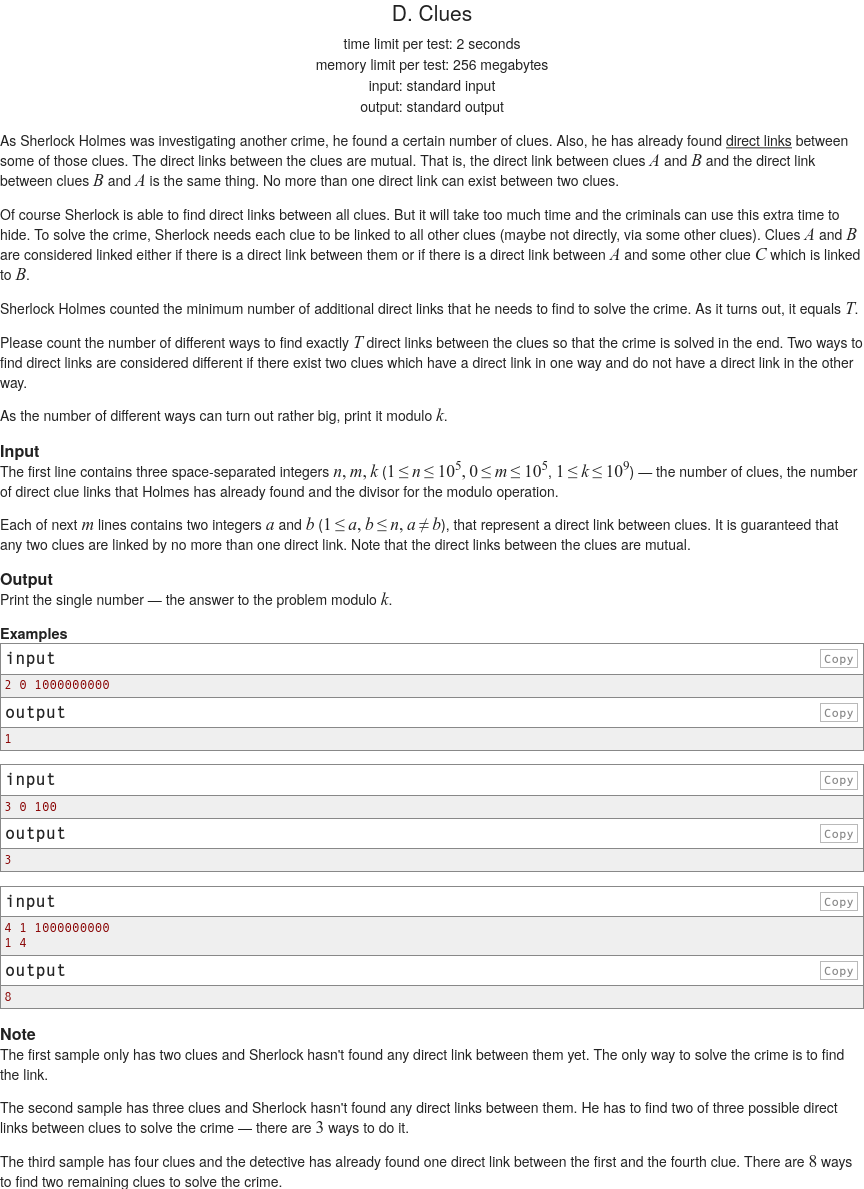 D. Clues
time limit per test: 2 seconds
memory limit per test: 256 megabytes
input: standard input
output: standard output
As Sherlock Holmes was investigating another crime, he found a certain number of clues. Also, he has already found direct links between
some of those clues. The direct links between the clues are mutual. That is, the direct link between clues A and B and the direct link
between clues B and A is the same thing. No more than one direct link can exist between two clues.
Of course Sherlock is able to find direct links between all clues. But it will take too much time and the criminals can use this extra time to
hide. To solve the crime, Sherlock needs each clue to be linked to all other clues (maybe not directly, via some other clues). Clues A and B
are considered linked either if there is a direct link between them or if there is a direct link between A and some other clue C which is linked
to B.
Sherlock Holmes counted the minimum number of additional direct links that he needs to find to solve the crime. As it turns out, it equals T.
Please count the number of different ways to find exactly T direct links between the clues so that the crime is solved in the end. Two ways to
find direct links are considered different if there exist two clues which have a direct link in one way and do not have a direct link in the other
way.
As the number of different ways can turn out rather big, print it modulo k.
Input
The first line contains three space-separated integers n, m, k (1 ≤ n ≤ 10^5, 0 ≤ m ≤ 10^5, 1 ≤ k ≤ 10^9) — the number of clues, the number
of direct clue links that Holmes has already found and the divisor for the modulo operation.
Each of next m lines contains two integers a and b (1 ≤ a, b ≤ n, a ≠ b), that represent a direct link between clues. It is guaranteed that
any two clues are linked by no more than one direct link. Note that the direct links between the clues are mutual.
Output
Print the single number — the answer to the problem modulo k.
Examples
input Copy
2 0 1000000000
output Copy
1
input Copy
3 0 100
output Copy
3
input Copy
4 1 1000000000
1 4
output Copy
8
Note
The first sample only has two clues and Sherlock hasn't found any direct link between them yet. The only way to solve the crime is to find
the link.
The second sample has three clues and Sherlock hasn't found any direct links between them. He has to find two of three possible direct
links between clues to solve the crime — there are 3 ways to do it.
The third sample has four clues and the detective has already found one direct link between the first and the fourth clue. There are 8 ways
to find two remaining clues to solve the crime.